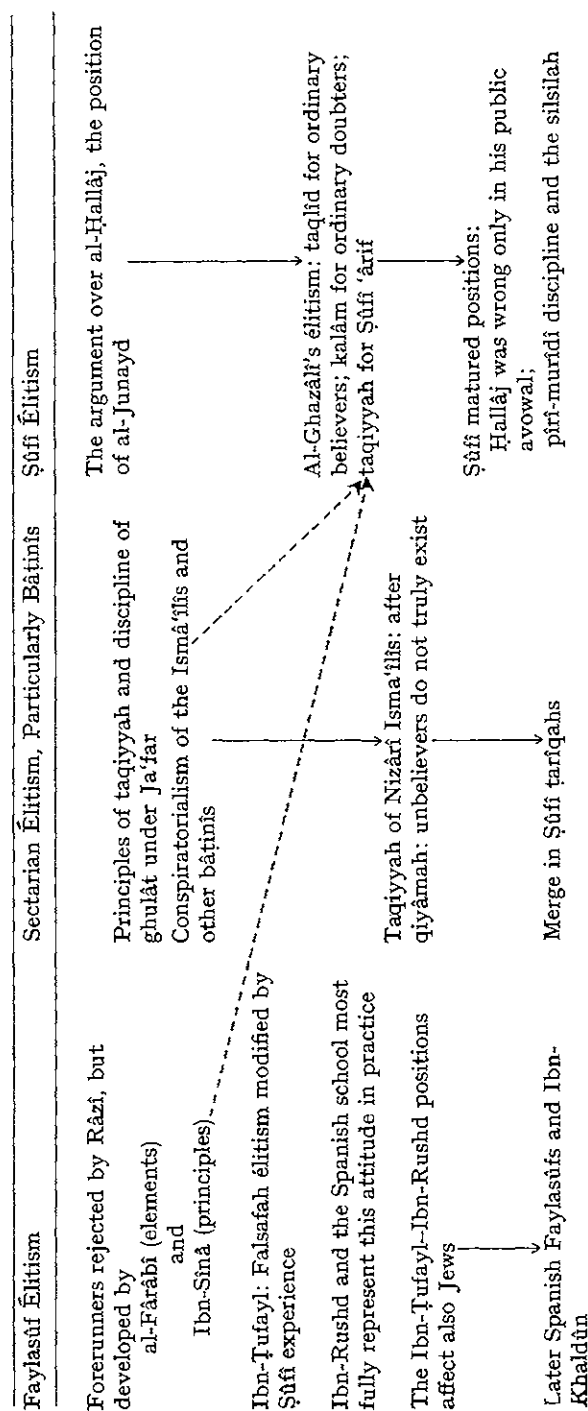 Faylasûf Élitism
Sectarian Élitism, Particularly Bâṭinîs
Ṣûfî Élitism
Forerunners rejected by Râzî, but
developed by
al-Fârâbî (elements)
and
Ibn-Sînâ (principles)
Ibn-Ṭufayl: Falsafah élitism modified by
Ṣûfî experience
Ibn-Rushd and the Spanish school most
fully represent this attitude in practice
The Ibn-Ṭufayl–Ibn-Rushd positions
affect also Jews
Later Spanish Faylasûfs and Ibn-
Khaldûn
Principles of taqiyyah and discipline of
ghulât under Ja'far
Conspiratorialism of the Ismâ'îlîs and
other bâṭinîs
Taqiyyah of Nizârî Isma'îlîs: after
qiyâmah: unbelievers do not truly exist
Merge in Ṣûfî ṭarîqahs
The argument over al-Ḥallâj, the position
of al-Junayd
Al-Ghazâlî's élitism: taqlîd for ordinary
believers; kalâm for ordinary doubters;
taqiyyah for Ṣûfî 'ârif
Ṣûfî matured positions:
Ḥallâj was wrong only in his public
avowal;
pîrî-murîdî discipline and the silsilah